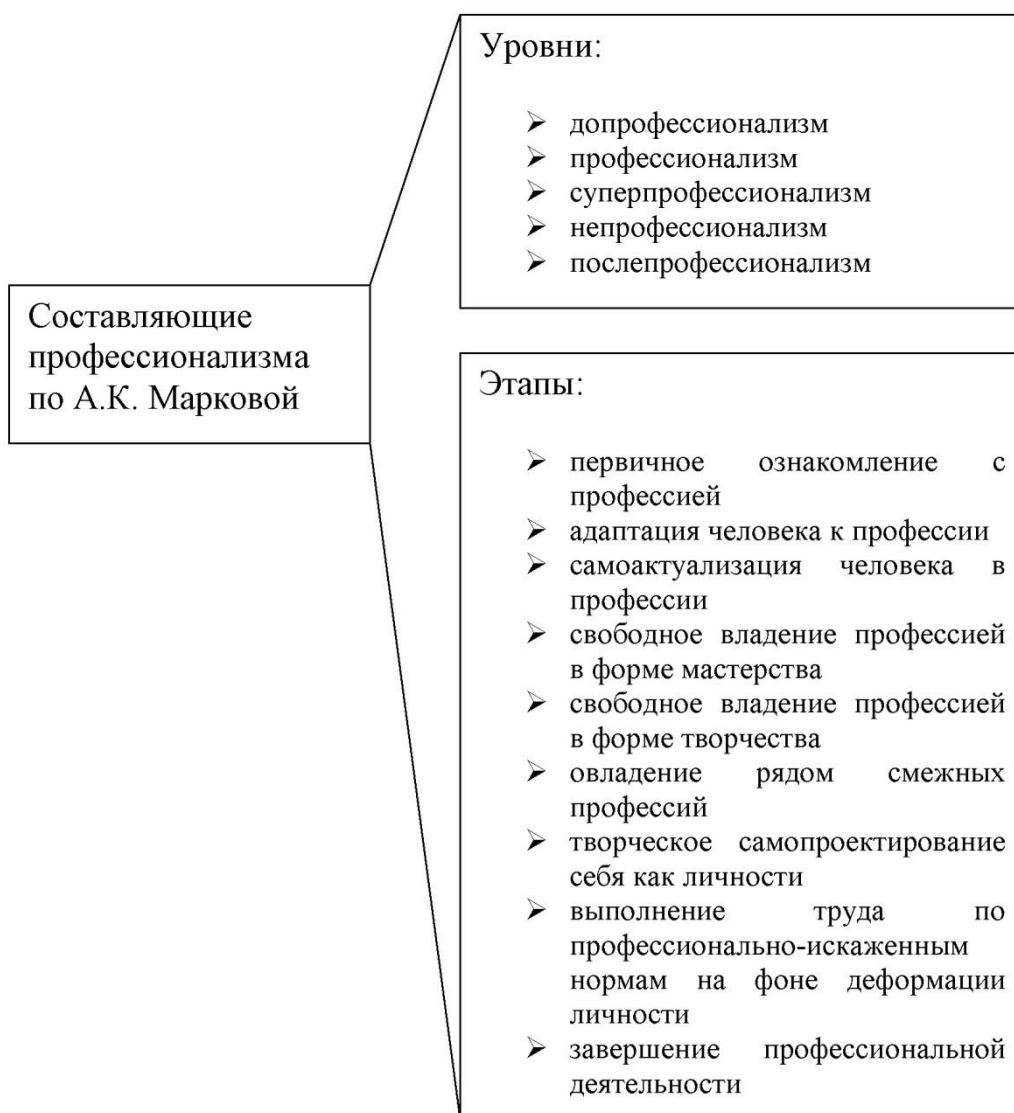 Составляющие
профессионализма
по А.К. Марковой
Уровни:
➢ допрофессионализм
➢ профессионализм
➢ суперпрофессионализм
➢ непрофессионализм
➢ послепрофессионализм
Этапы:
➢ первичное ознакомление с
профессией
➢ адаптация человека к профессии
➢ самоактуализация человека в
профессии
➢ свободное владение профессией
в форме мастерства
➢ свободное владение профессией
в форме творчества
➢ овладение рядом смежных
профессий
➢ творческое самопроектирование
себя как личности
➢ выполнение труда по
профессионально-искаженным
нормам на фоне деформации
личности
➢ завершение профессиональной
деятельности